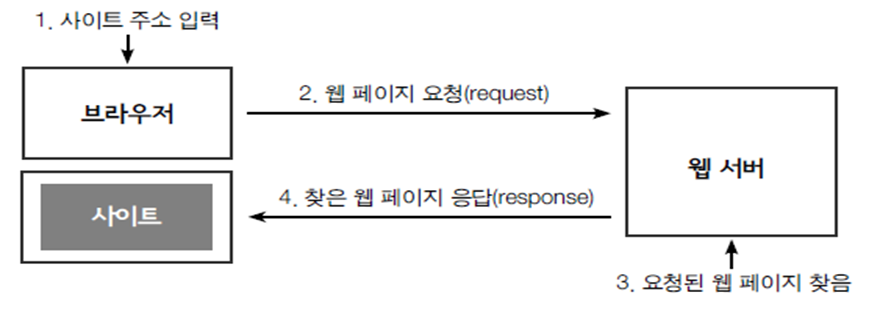 1. 사이트 주소 입력
브라우저
2. 웹 페이지 요청(request)
웹 서버
사이트
4. 찾은 웹 페이지 응답(response)
3. 요청된 웹 페이지 찾음